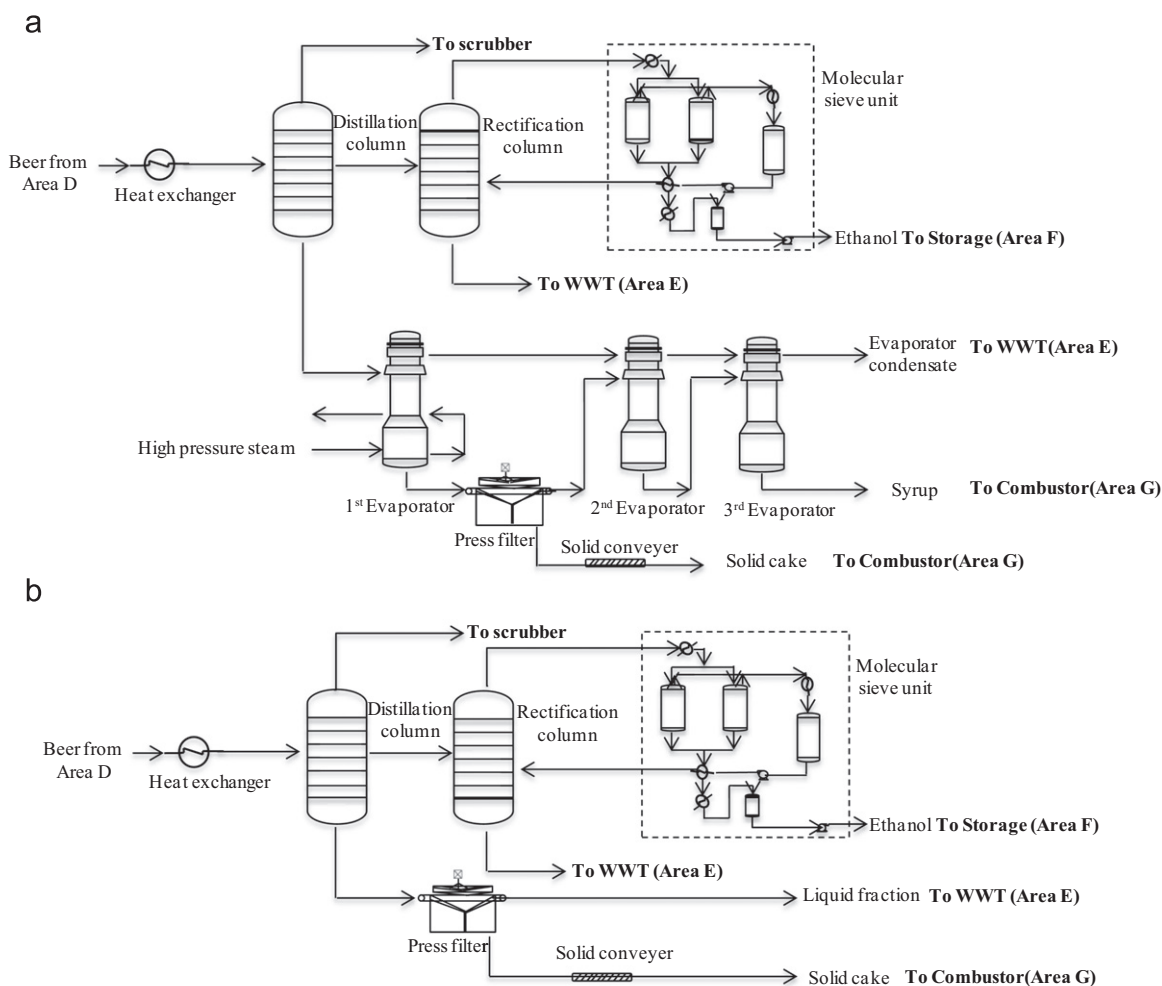 a
To scrubber
Molecular
sieve unit
Distillation
column
Rectification
column
Beer from
Area D
Heat exchanger
Ethanol To Storage (Area F)
To WWT (Area E)
Evaporator
condensate
To WWT(Area E)
High pressure steam
1st Evaporator
2nd Evaporator
3rd Evaporator
Syrup
To Combustor(Area G)
Press filter
Solid conveyer
Solid cake
To Combustor(Area G)
b
To scrubber
Molecular
sieve unit
Distillation
column
Rectification
column
Beer from
Area D
Heat exchanger
Ethanol To Storage (Area F)
To WWT (Area E)
Liquid fraction To WWT (Area E)
Press filter
Solid conveyer
Solid cake To Combustor(Area G)